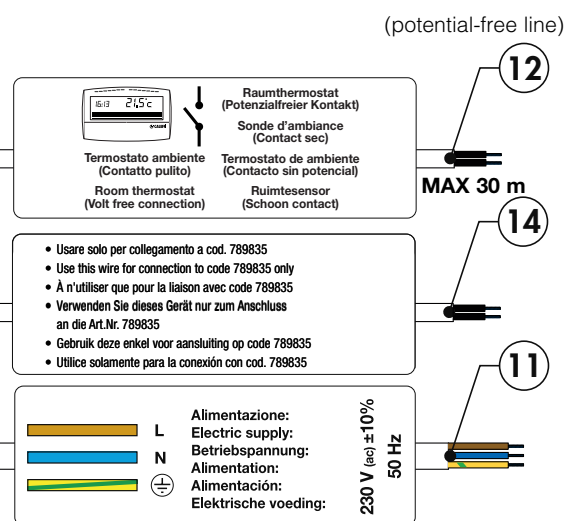 (potential-free line)
12
16:13 21,5°c
Raumthermostat
(Potenzialfreier Kontakt)
Sonde d'ambiance
(Contact sec)
Termostato ambiente
(Contatto pulito)
Termostato de ambiente
(Contacto sin potencial)
Room thermostat
(Volt free connection)
Ruimtesensor
(Schoon contact)
MAX 30 m
14
• Usare solo per collegamento a cod. 789835
• Use this wire for connection to code 789835 only
• À n'utiliser que pour la liaison avec code 789835
• Verwenden Sie dieses Gerät nur zum Anschluss
an die Art.Nr. 789835
• Gebruik deze enkel voor aansluiting op code 789835
• Utilice solamente para la conexión con cod. 789835
11
L
N
Alimentazione:
Electric supply:
Betriebspannung:
Alimentation:
Alimentación:
Elektrische voeding:
230 V (ac) ±10%
50 Hz